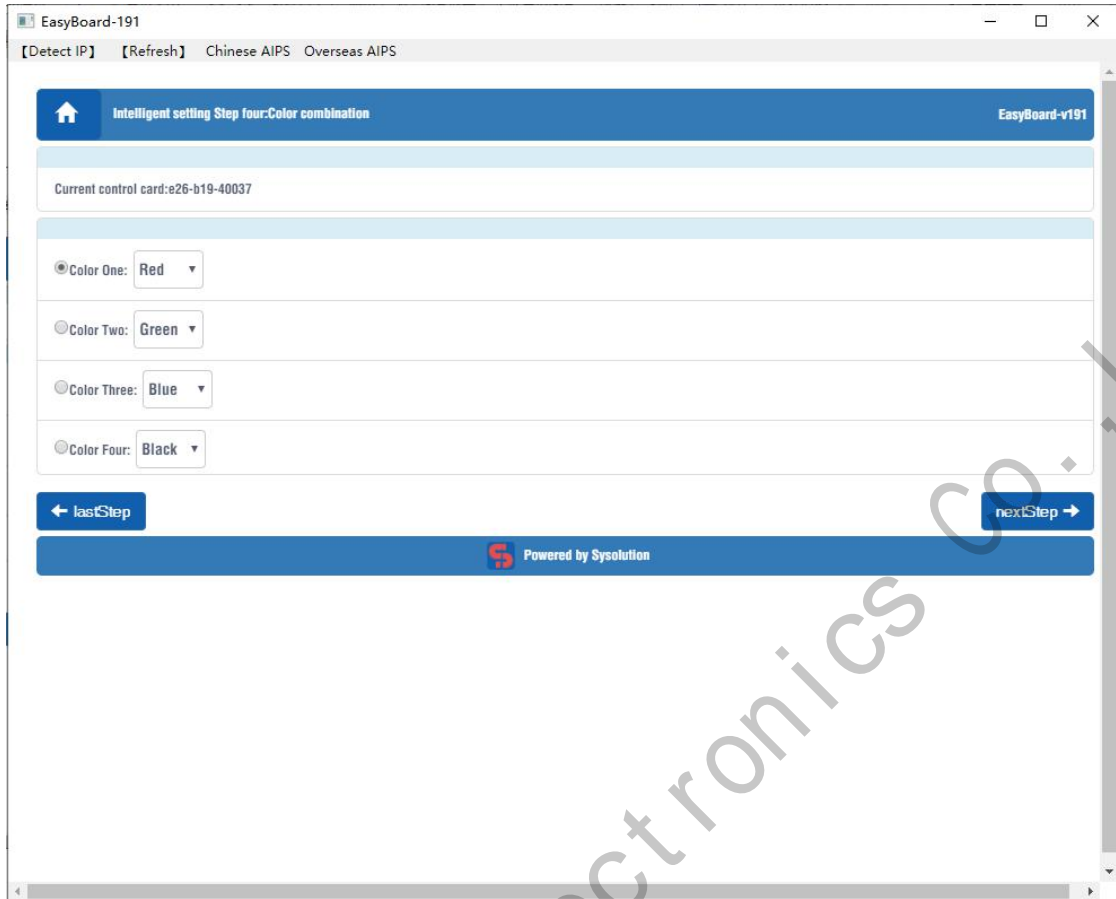 EasyBoard-191
【Detect IP】 【Refresh】 Chinese AIPS Overseas AIPS
Intelligent setting Step four:Color combination EasyBoard-v191
Current control card:e26-b19-40037
Color One: Red
Color Two: Green
Color Three: Blue
Color Four: Black
lastStep nextStep
Powered by Sysolution
ctronics Co.,L